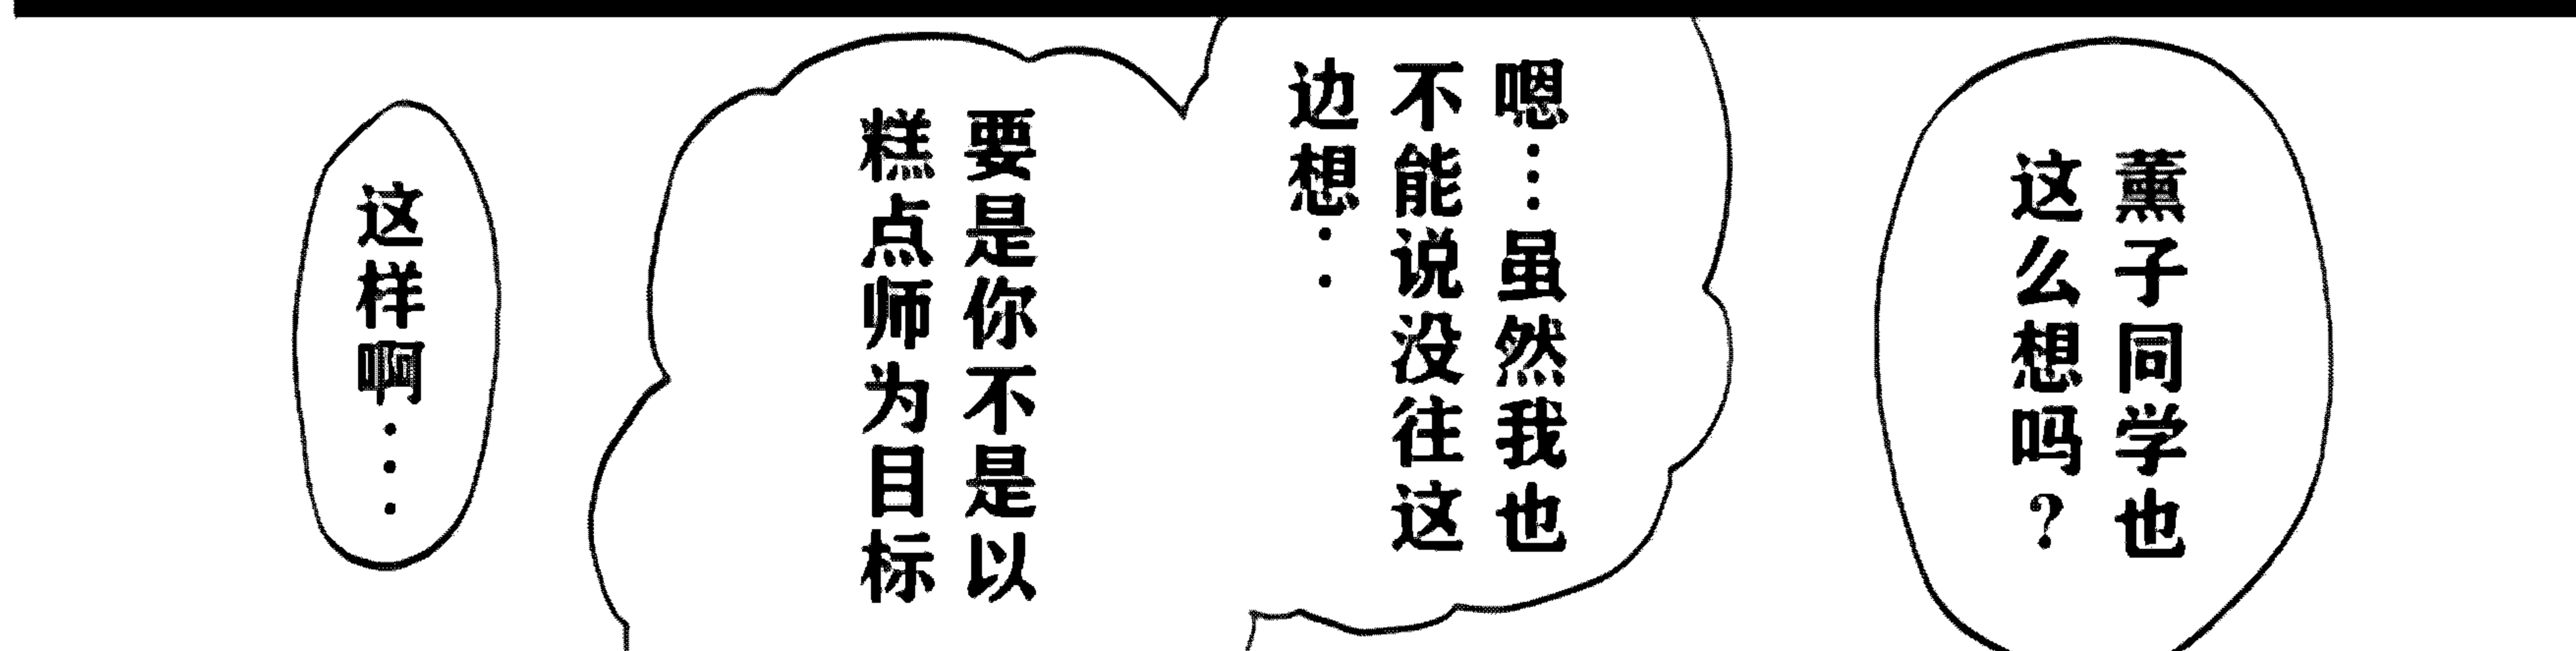 薫子同学也
这么想吗？
嗯…虽然我也
不能说没往这
边想‥
要是你不是以
糕点师为目标
这样啊…